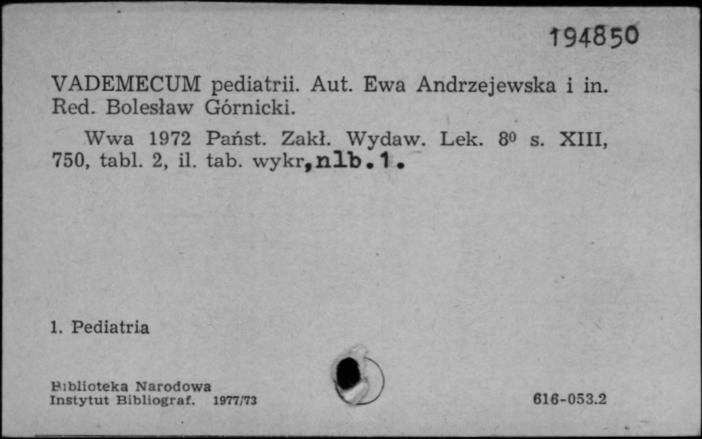 194850
VADEMECUM pediatrii. Aut. Ewa Andrzejewska i in.
Red. Bolesław Górnicki.
Wwa 1972 Państ. Zakł. Wydaw. Lek. 8⁰ s. XIII,
750, tabl. 2, il. tab. wykr,nlb.1.
1. Pediatria
Biblioteka Narodowa
Instytut Bibliograf. 1977/73
616-053.2